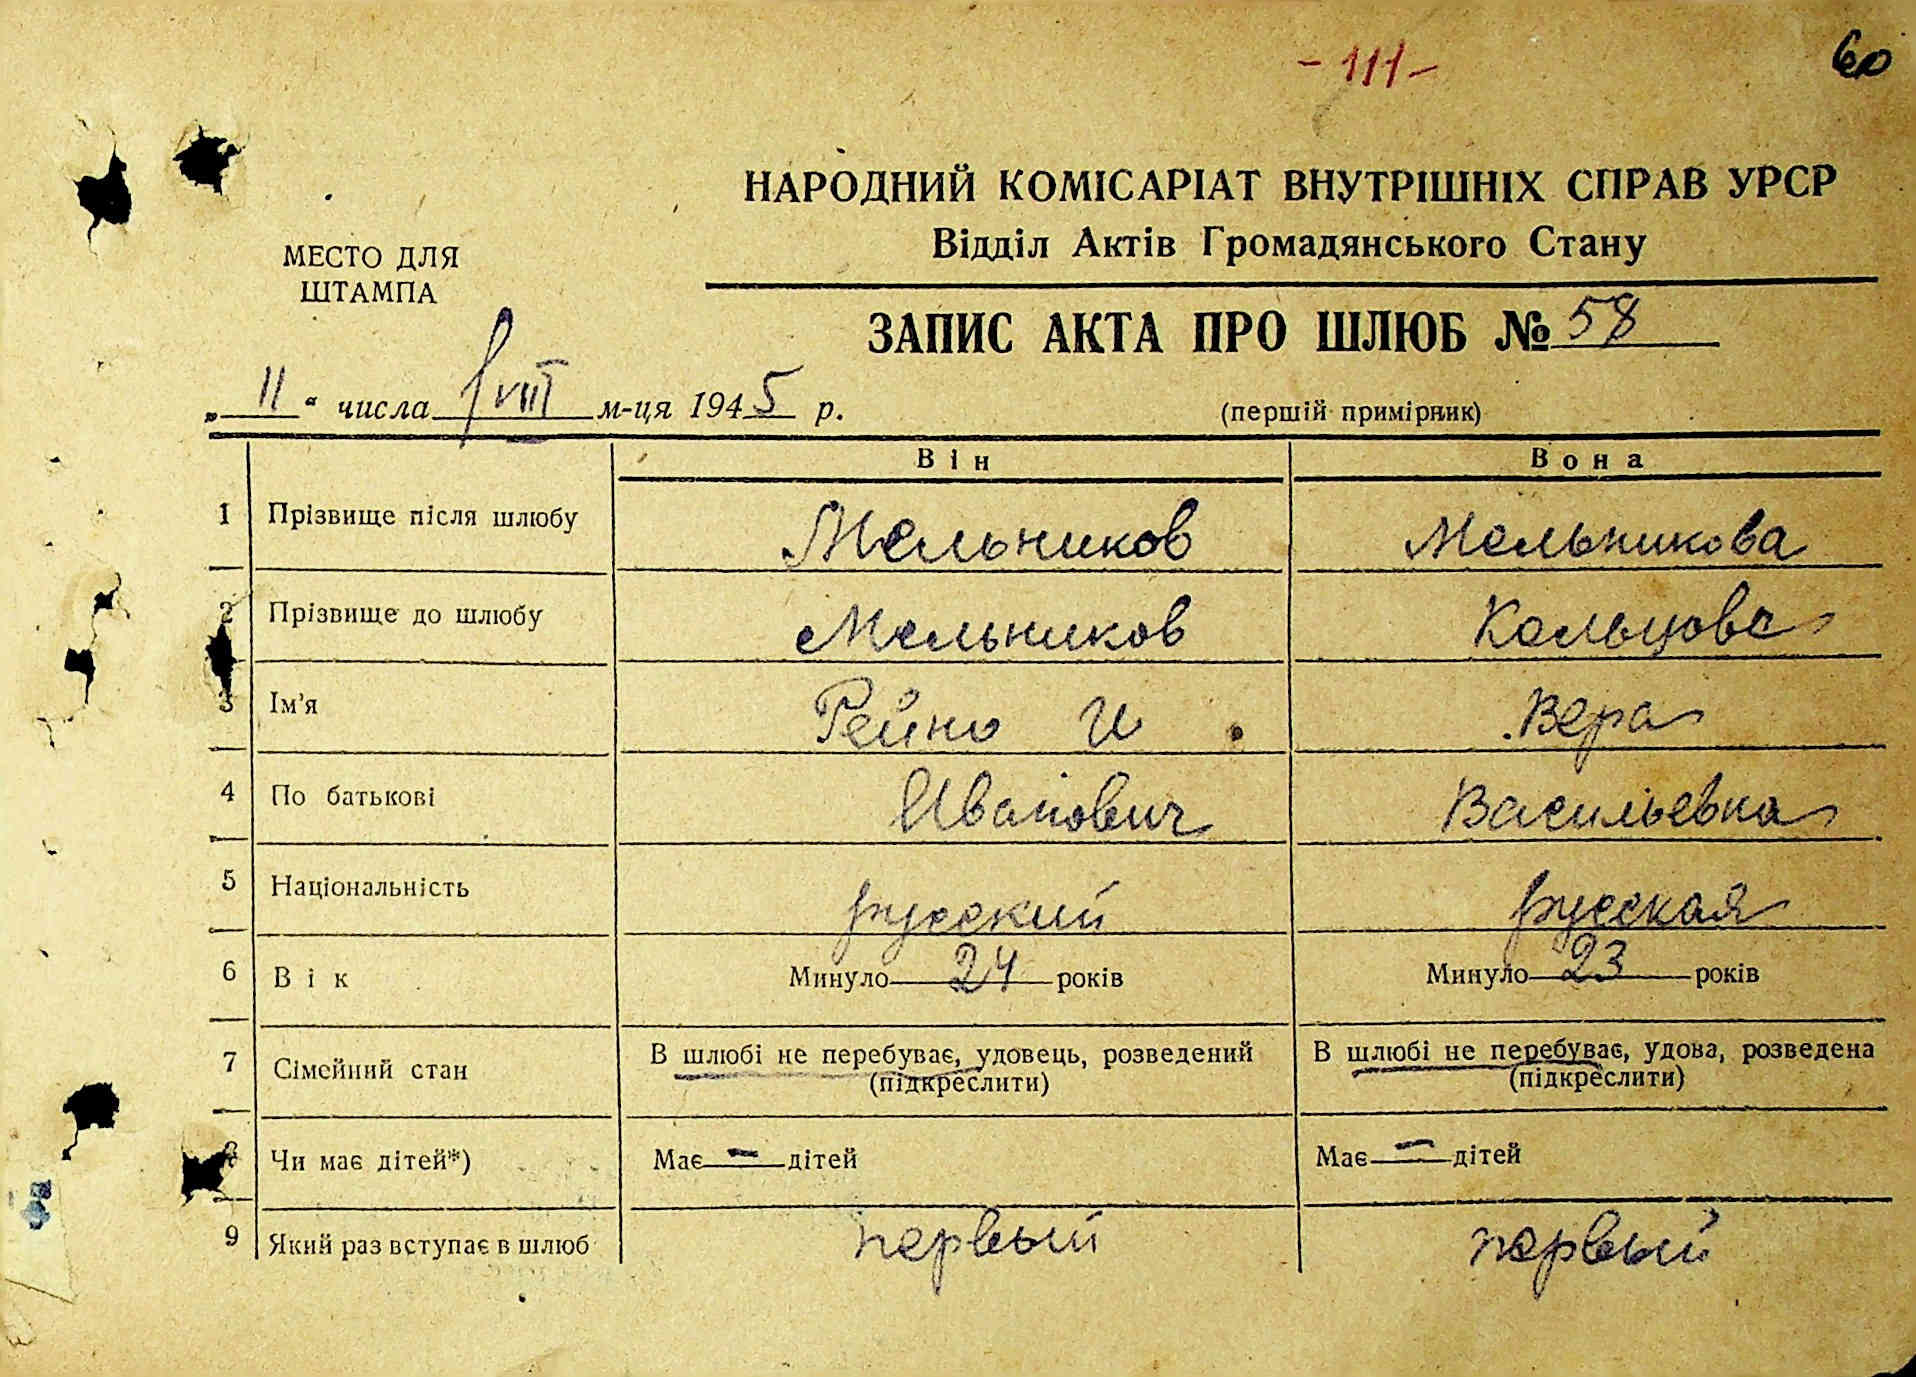 - 111 -
60
НАРОДНИЙ КОМІСАРІАТ ВНУТРІШНІХ СПРАВ УРСР
Відділ Актів Громадянського Стану
МЕСТО ДЛЯ
ШТАМПА
ЗАПИС АКТА ПРО ШЛЮБ № 58
„ 11 " числа VIII м-ця 1945 р.
(першій примірник)
Він Вона
1 Прізвище після шлюбу Мельников Мельникова
2 Прізвище до шлюбу Мельников Кольцова
3 Ім'я Рейно И Вера
4 По батькові Иванович Васильевна
5 Національність русский русская
6 Вік Минуло 24 років Минуло 23 років
7 Сімейний стан В шлюбі не перебуває, удовець, розведений В шлюбі не перебуває, удова, розведена
(підкреслити) (підкреслити)
8 Чи має дітей*) Має — дітей Має — дітей
9 Який раз вступає в шлюб первый первый